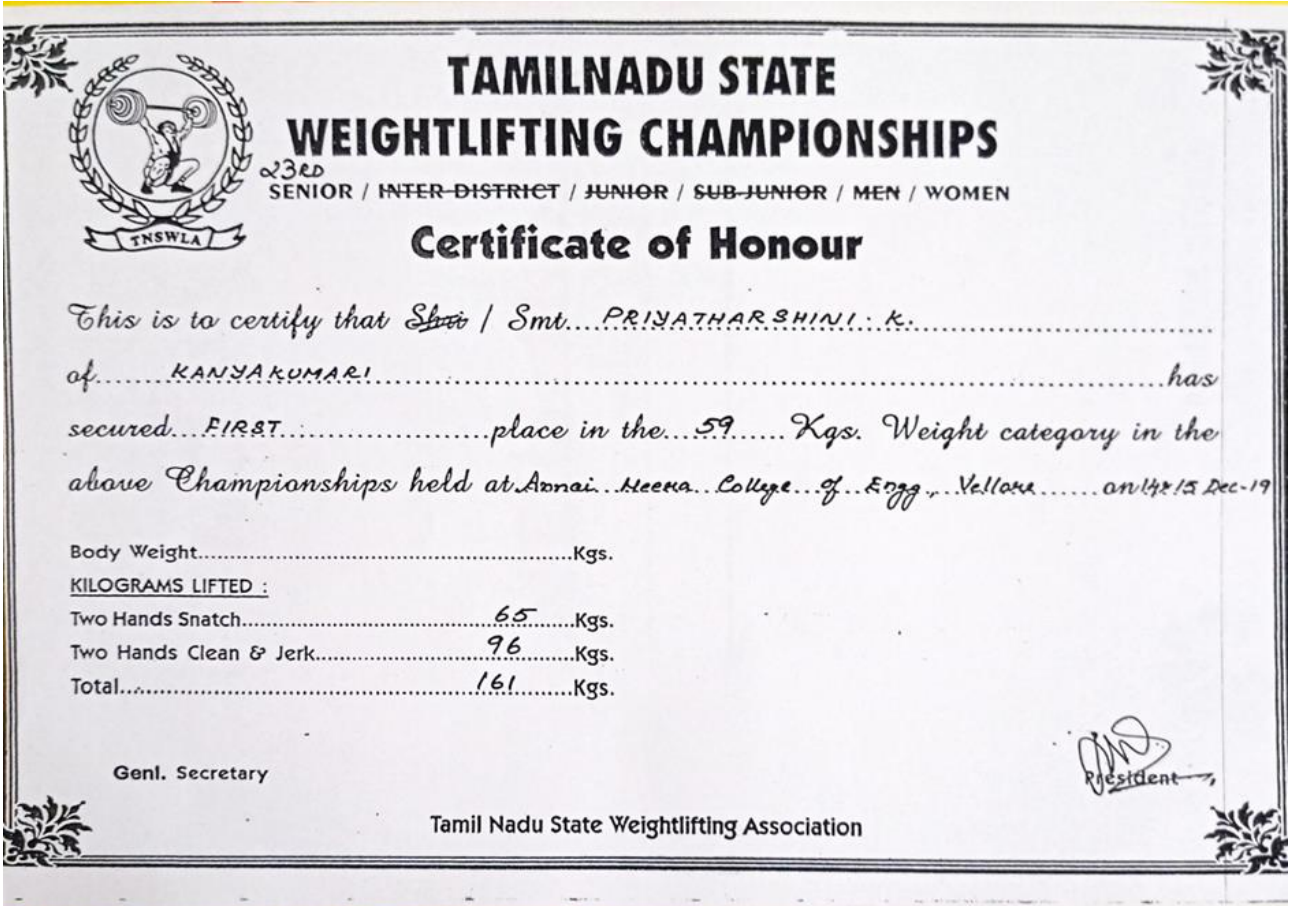 TAMILNADU STATE
WEIGHTLIFTING CHAMPIONSHIPS
23RD
SENIOR / INTER-DISTRICT / JUNIOR / SUB-JUNIOR / MEN / WOMEN
TNSWLA
Certificate of Honour
This is to certify that Shri / Smt....PRIYATHARSHINI. K.
of.......KANYAKUMARI.......has
secured...FIRST.......place in the...59......Kgs. Weight category in the
above Championships held at Annai Meera College of Engg., Vellore......on 14 & 15 Dec-19
Body Weight.......Kgs.
KILOGRAMS LIFTED :
Two Hands Snatch.......65.......Kgs.
Two Hands Clean & Jerk.......96.......Kgs.
Total.......161.......Kgs.
Genl. Secretary
President
Tamil Nadu State Weightlifting Association